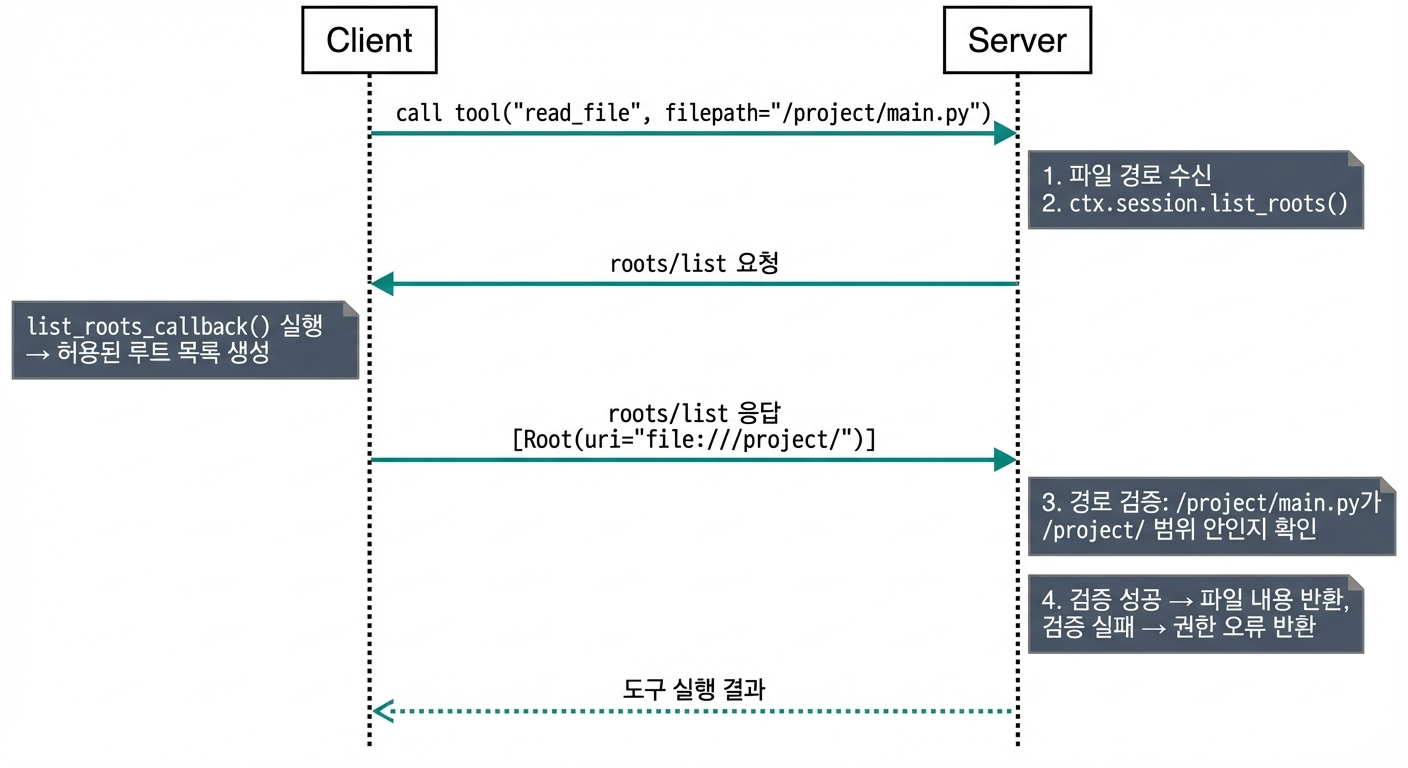 Client
Server
call tool("read_file", filepath="/project/main.py")
1. 파일 경로 수신
2. ctx.session.list_roots()
roots/list 요청
list_roots_callback() 실행
→ 허용된 루트 목록 생성
roots/list 응답
[Root(uri="file:///project/")]
3. 경로 검증: /project/main.py가
/project/ 범위 안인지 확인
4. 검증 성공 → 파일 내용 반환,
검증 실패 → 권한 오류 반환
도구 실행 결과